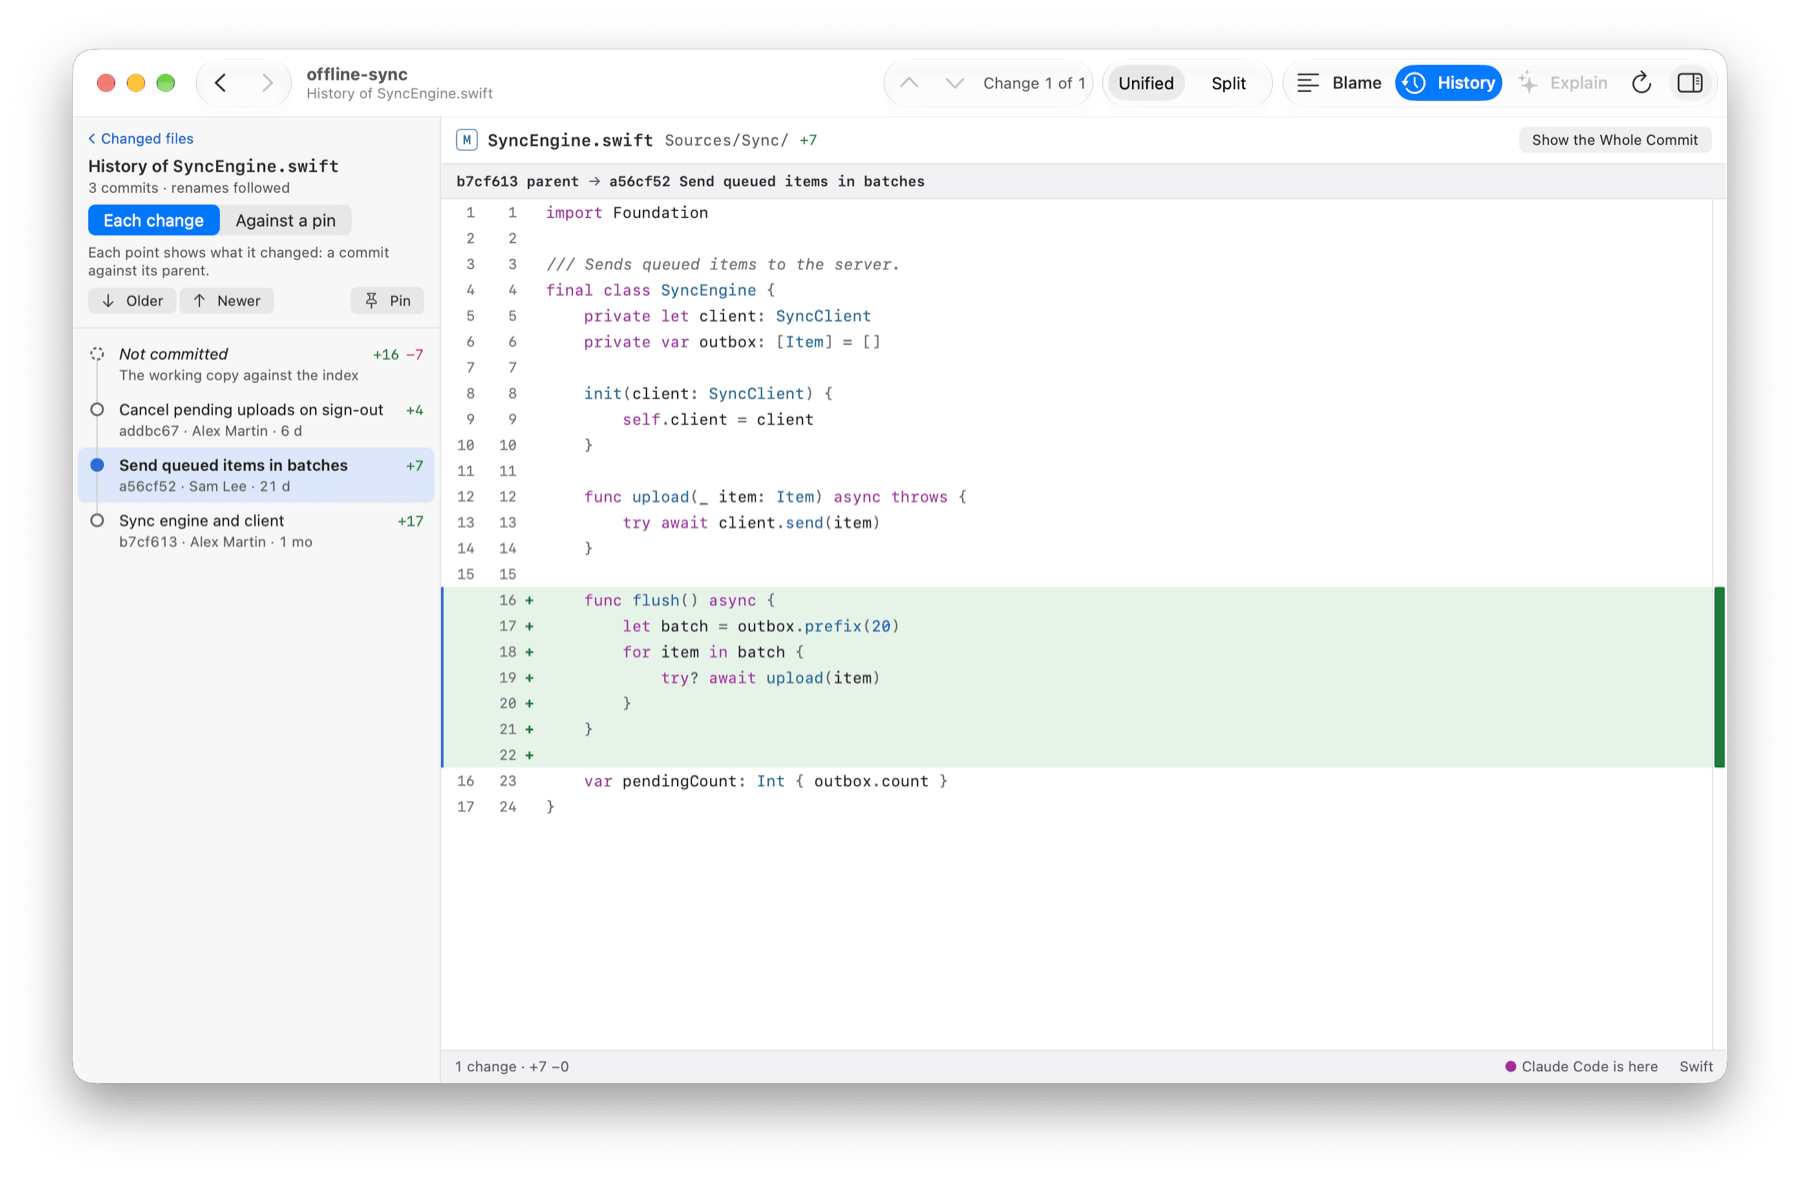 offline-sync
History of SyncEngine.swift
Change 1 of 1
Unified
Split
Blame
History
Explain
Changed files
History of SyncEngine.swift
3 commits · renames followed
Each change
Against a pin
Each point shows what it changed: a commit
against its parent.
Older
Newer
Pin
Not committed +16 −7
The working copy against the index
Cancel pending uploads on sign-out +4
addbc67 · Alex Martin · 6 d
Send queued items in batches +7
a56cf52 · Sam Lee · 21 d
Sync engine and client +17
b7cf613 · Alex Martin · 1 mo
M SyncEngine.swift Sources/Sync/ +7
Show the Whole Commit
b7cf613 parent → a56cf52 Send queued items in batches
1 1 import Foundation
2 2
3 3 /// Sends queued items to the server.
4 4 final class SyncEngine {
5 5 private let client: SyncClient
6 6 private var outbox: [Item] = []
7 7
8 8 init(client: SyncClient) {
9 9 self.client = client
10 10 }
11 11
12 12 func upload(_ item: Item) async throws {
13 13 try await client.send(item)
14 14 }
15 15
16 + func flush() async {
17 + let batch = outbox.prefix(20)
18 + for item in batch {
19 + try? await upload(item)
20 + }
21 + }
22 +
16 23 var pendingCount: Int { outbox.count }
17 24 }
1 change · +7 −0
Claude Code is here
Swift